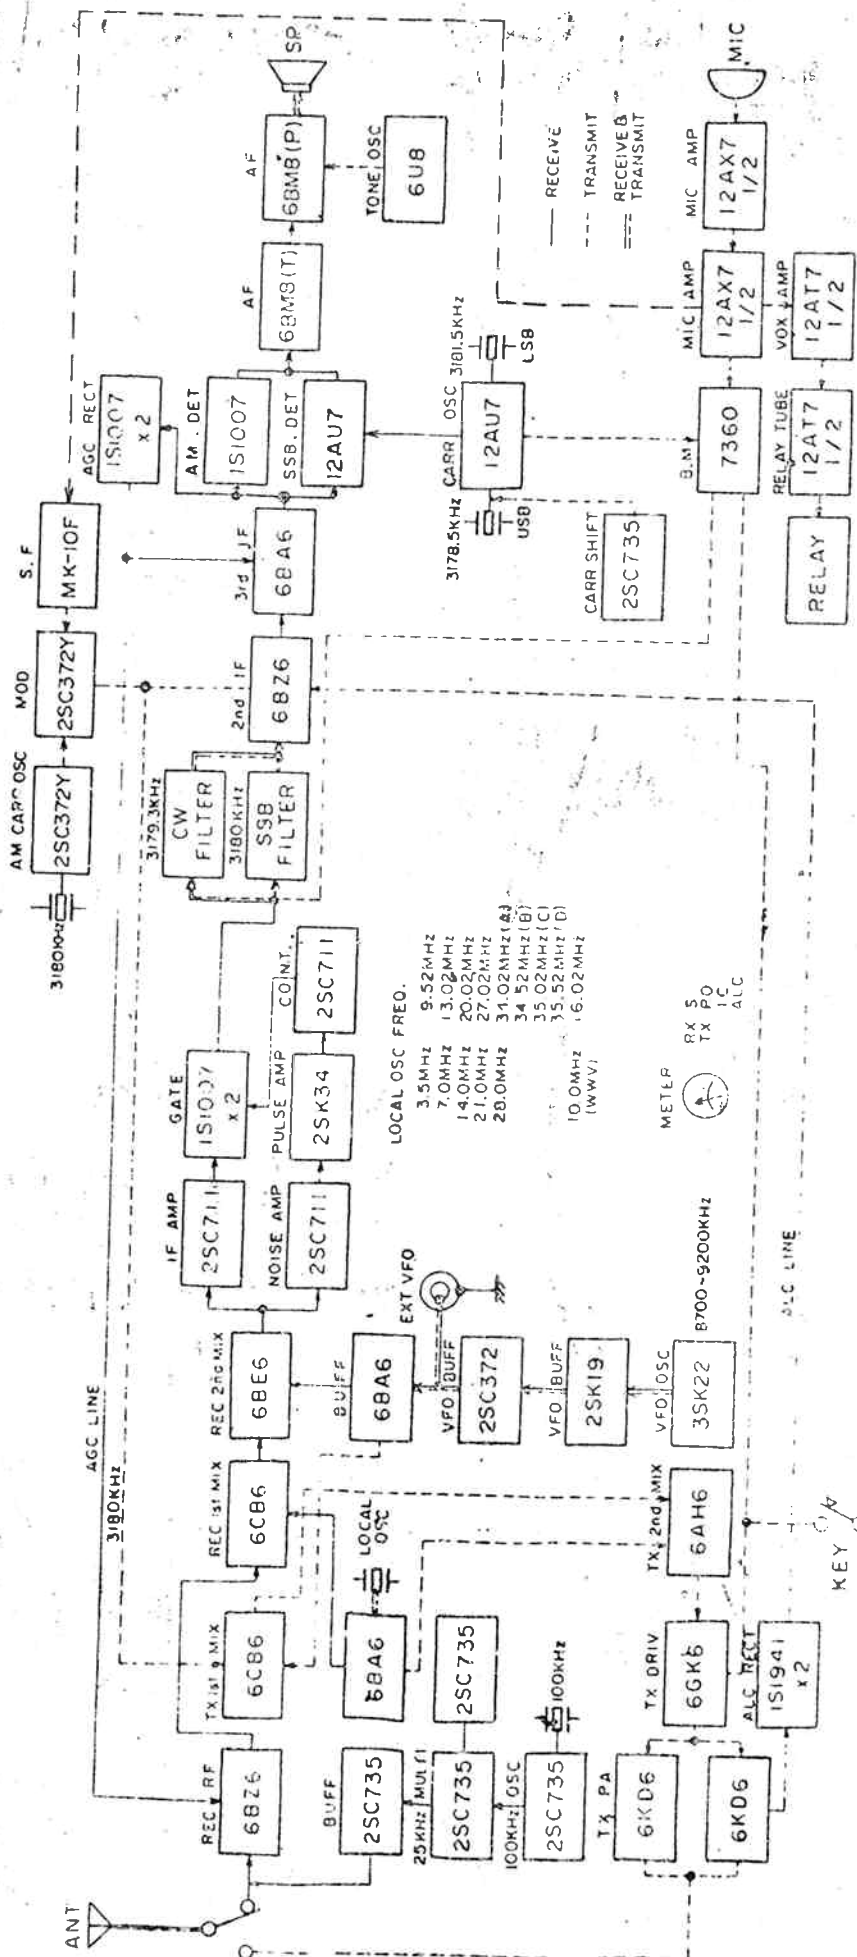 ANT
REC RF
6BZ6
BUFF
2SC735
25KHz MULTI
2SC735
2SC735
100KHz OSC
2SC735
100KHz
TX PA
6KD6
6KD6
TX DRIV
6GK6
ALC RECT
1S1941
x 2
TX 1st MIX
6CB6
6BA6
LOCAL
OSC
REC 1st MIX
6CB6
TX 2nd MIX
6AH6
KEY
AGC LINE
3180KHz
REC 2nd MIX
6BE6
BUFF
6BA6
EXT VFO
VFO BUFF
2SC372
VFO BUFF
2SK19
VFO OSC
3SK22
8700~9200KHz
IF AMP
2SC711
NOISE AMP
2SC711
GATE
1S1007
x 2
PULSE AMP
2SK34
CONT.
2SC711
LOCAL OSC FREQ.
3.5MHz 9.52MHz
7.0MHz 13.02MHz
14.0MHz 20.02MHz
21.0MHz 27.02MHz
28.0MHz 34.02MHz(A)
34.52MHz(B)
35.02MHz(C)
35.52MHz(D)
10.0MHz 16.02MHz
(WWV)
METER
RX S
TX PO
IC
ALC
ALC LINE
3180KHz
AM CARR OSC
2SC372Y
MOD
2SC372Y
S.F
MK-10F
3179.3KHz
CW
FILTER
3180KHz
SSB
FILTER
2nd IF
6BZ6
3rd IF
6BA6
AGC RECT
1S1007
x 2
AM. DET
1S1007
SSB. DET
12AU7
AF
6BM8(T)
AF
6BM8(P)
SP
TONE OSC
6U8
3178.5KHz
USB
CARR OSC
12AU7
3181.5KHz
LSB
CARR SHIFT
2SC735
RECEIVE
TRANSMIT
RECEIVE &
TRANSMIT
B.M
7360
MIC AMP
12AX7
1/2
MIC AMP
12AX7
1/2
MIC
RELAY
RELAY TUBE
12AT7
1/2
VOX AMP
12AT7
1/2